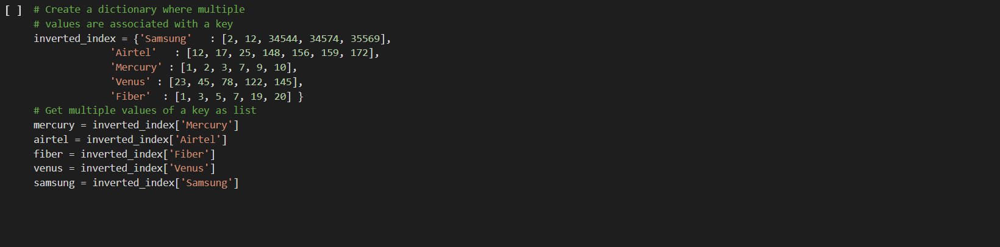 [ ] # Create a dictionary where multiple
# values are associated with a key
inverted_index = {'Samsung'   : [2, 12, 34544, 34574, 35569],
             'Airtel'   : [12, 17, 25, 148, 156, 159, 172],
             'Mercury' : [1, 2, 3, 7, 9, 10],
             'Venus' : [23, 45, 78, 122, 145],
             'Fiber'  : [1, 3, 5, 7, 19, 20] }
# Get multiple values of a key as list
mercury = inverted_index['Mercury']
airtel = inverted_index['Airtel']
fiber = inverted_index['Fiber']
venus = inverted_index['Venus']
samsung = inverted_index['Samsung']